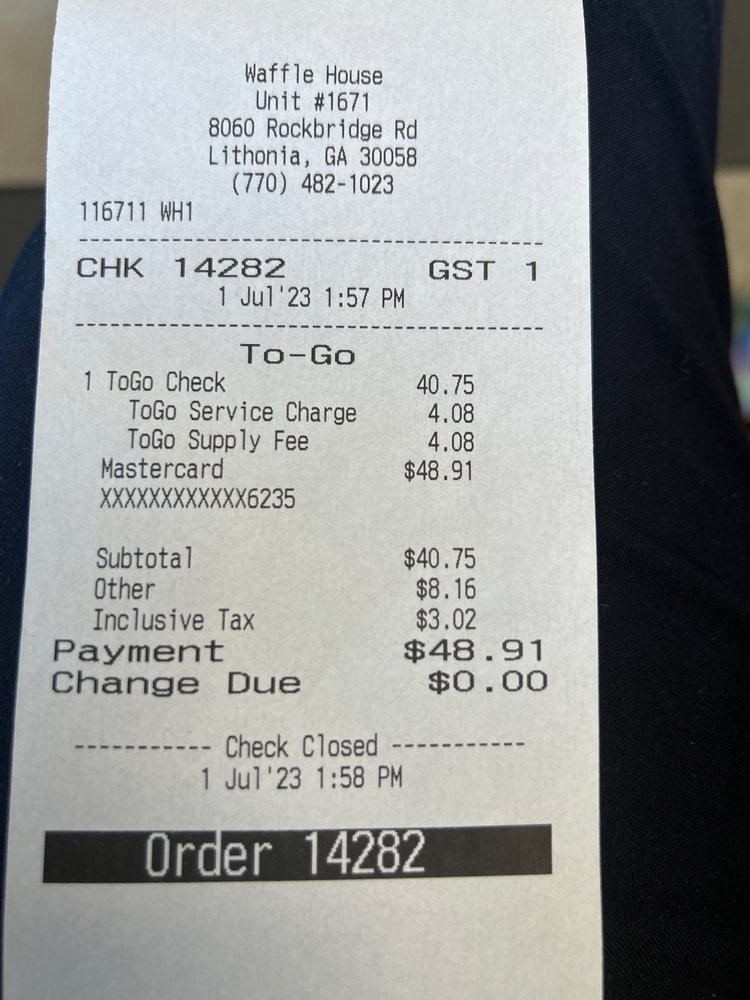 Waffle House
Unit #1671
8060 Rockbridge Rd
Lithonia, GA 30058
(770) 482-1023
116711 WH1
---------------------------------------
CHK 14282 GST 1
1 Jul'23 1:57 PM
---------------------------------------
To-Go
1 ToGo Check 40.75
ToGo Service Charge 4.08
ToGo Supply Fee 4.08
Mastercard $48.91
XXXXXXXXXXXX6235
Subtotal $40.75
Other $8.16
Inclusive Tax $3.02
Payment $48.91
Change Due $0.00
----------- Check Closed -----------
1 Jul'23 1:58 PM
Order 14282